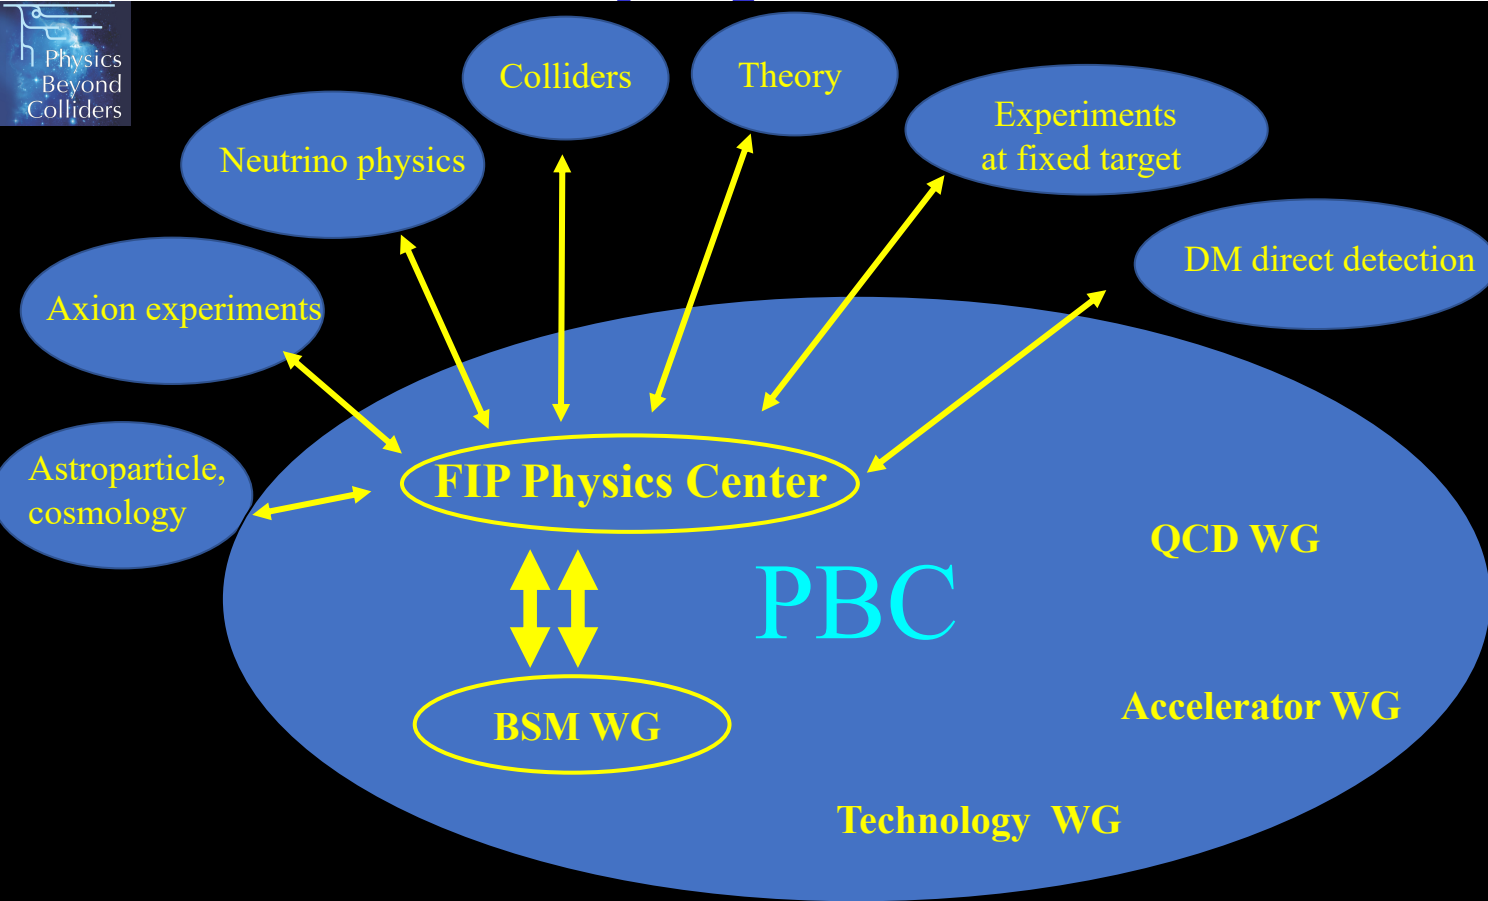 Physics
Beyond
Colliders
Colliders
Theory
Experiments
at fixed target
Neutrino physics
DM direct detection
Axion experiments
Astroparticle,
cosmology
FIP Physics Center
QCD WG
PBC
BSM WG
Accelerator WG
Technology WG